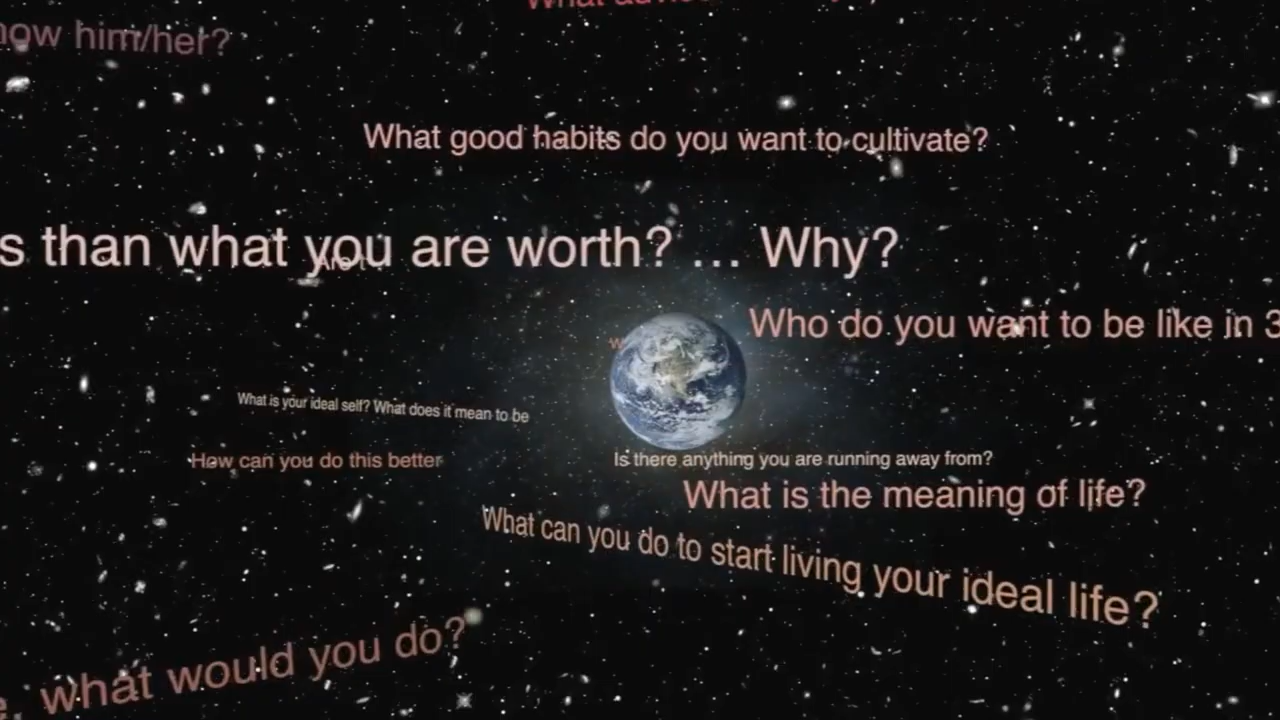 What
how him/her?
What good habits do you want to cultivate?
s than what you are worth? ... Why?
Who do you want to be like in 3
w
What is your ideal self? What does it mean to be
How can you do this better
Is there anything you are running away from?
What is the meaning of life?
What can you do to start living your ideal life?
e, what would you do?